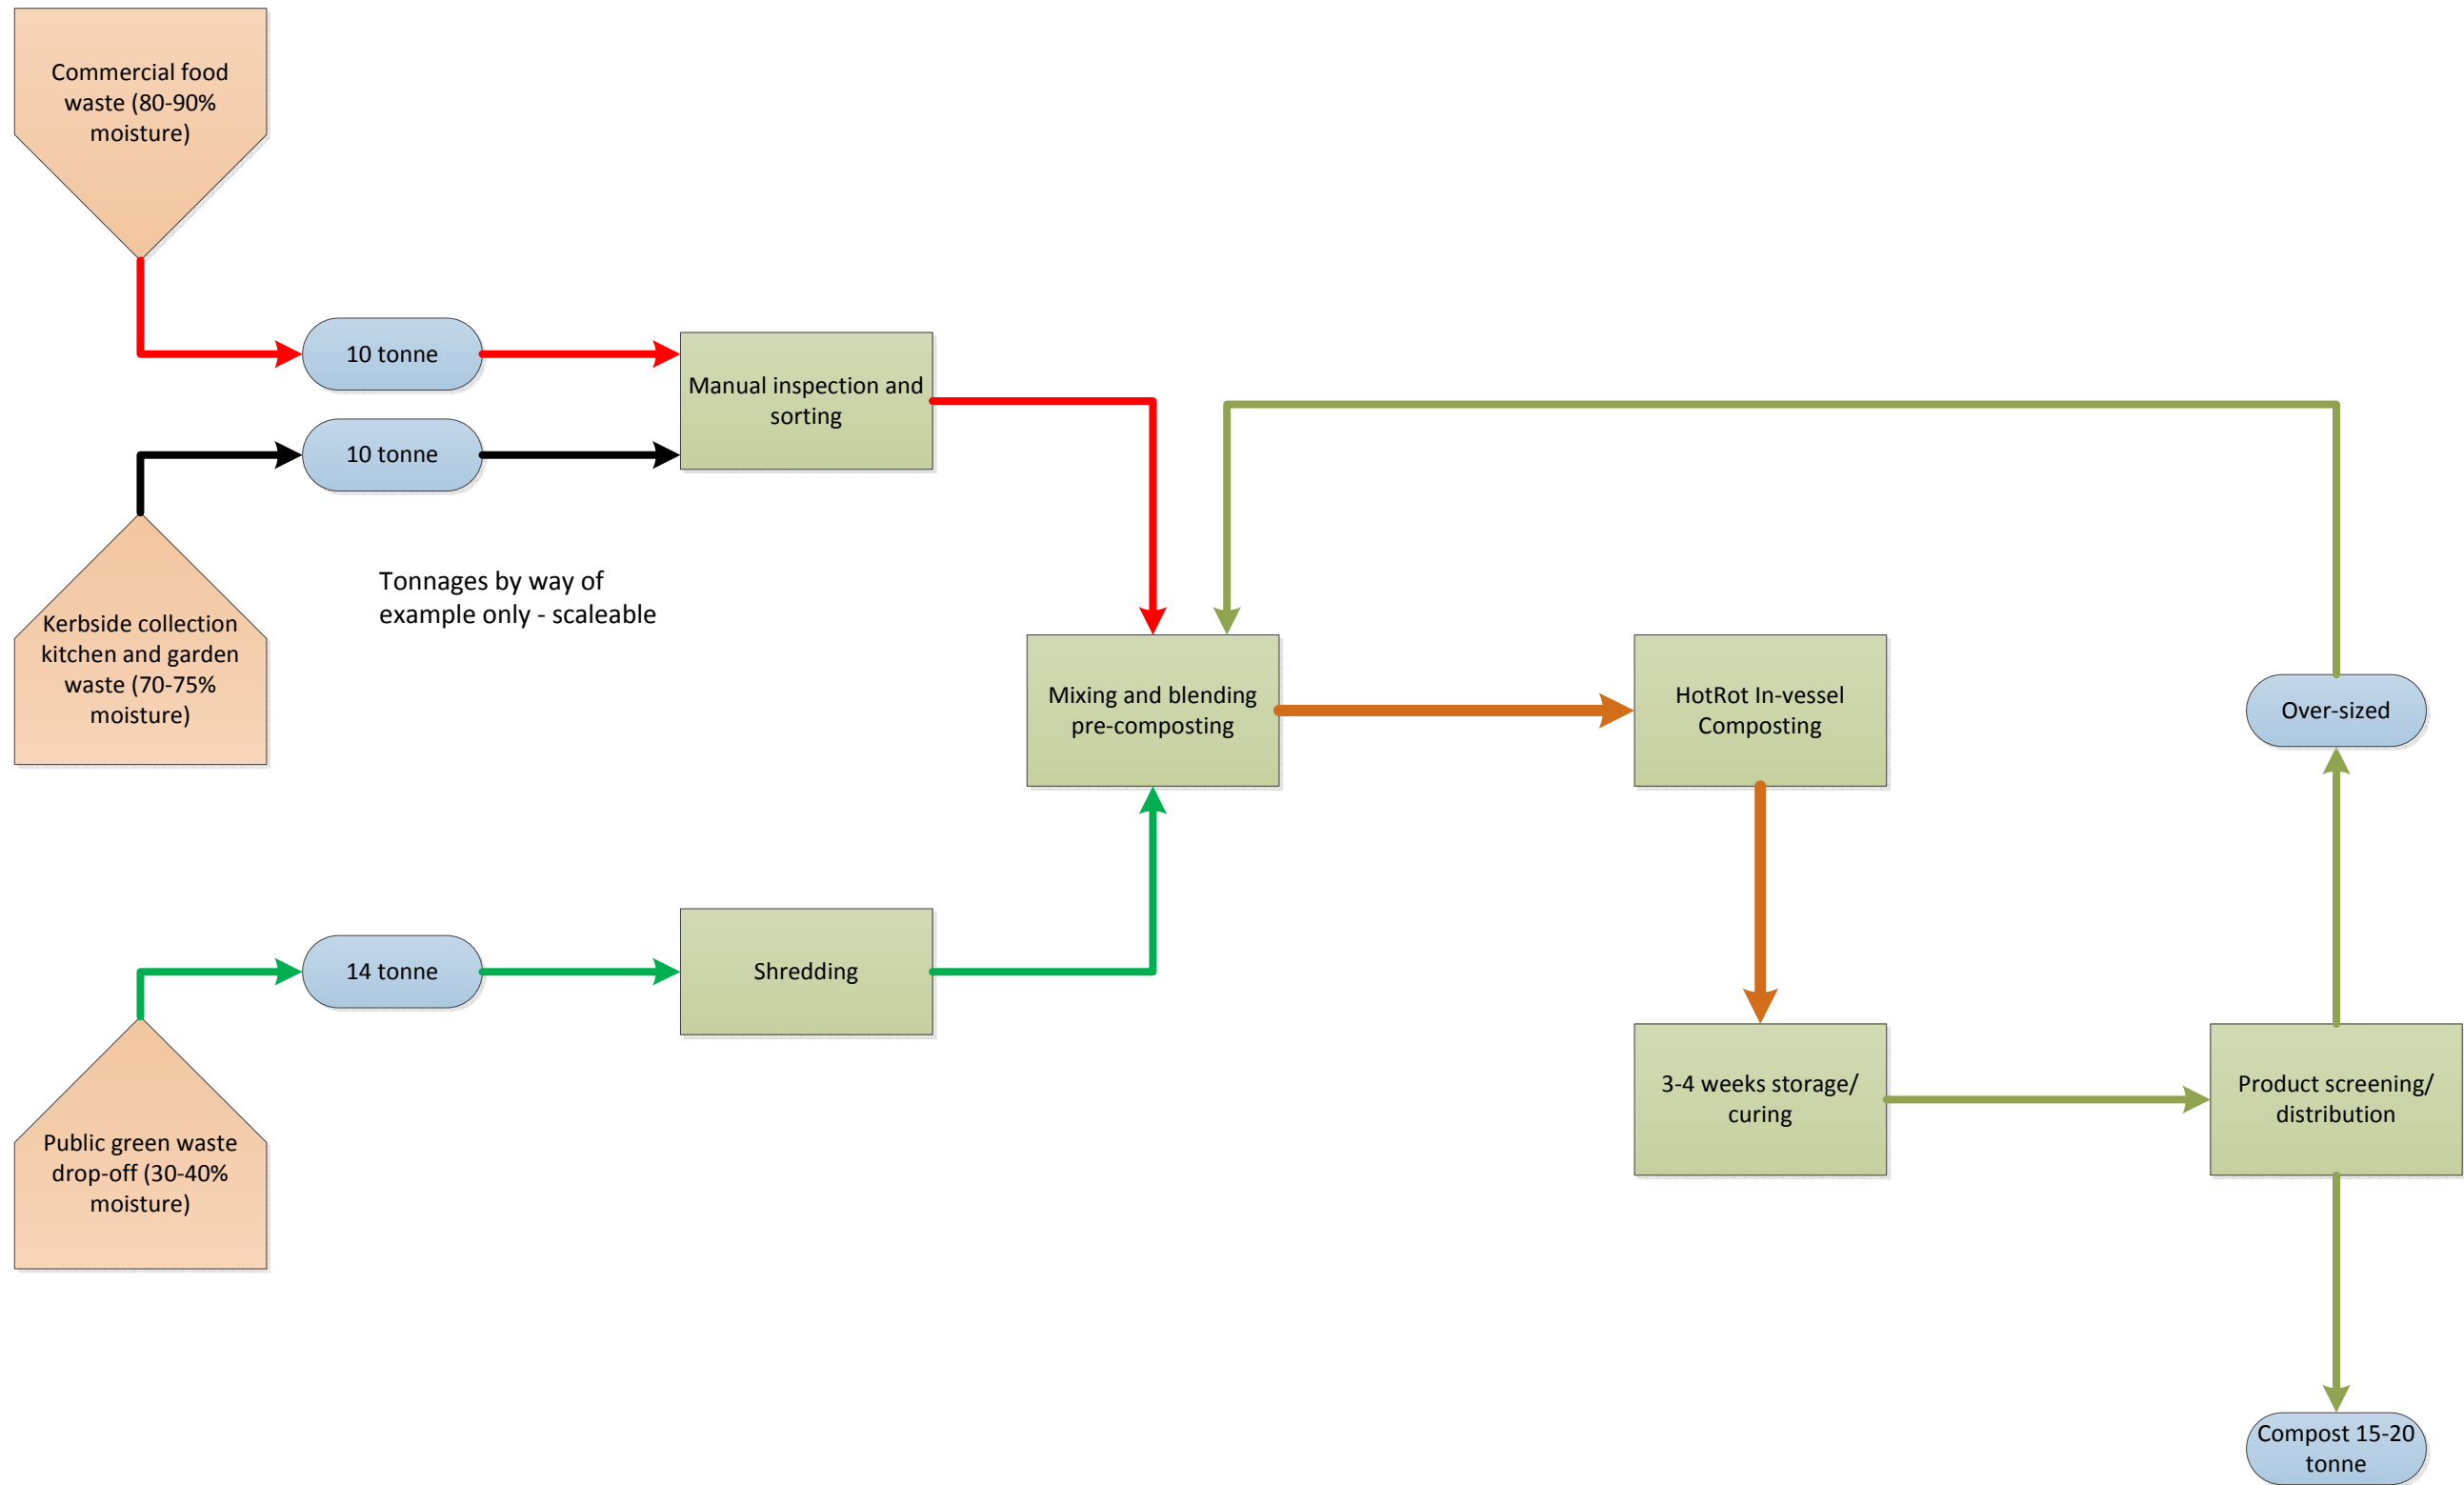 Commercial food
waste (80-90%
moisture)
10 tonne
Manual inspection and
sorting
10 tonne
Tonnages by way of
example only - scaleable
Kerbside collection
kitchen and garden
waste (70-75%
moisture)
Mixing and blending
pre-composting
HotRot In-vessel
Composting
Over-sized
14 tonne
Shredding
3-4 weeks storage/
curing
Product screening/
distribution
Public green waste
drop-off (30-40%
moisture)
Compost 15-20
tonne